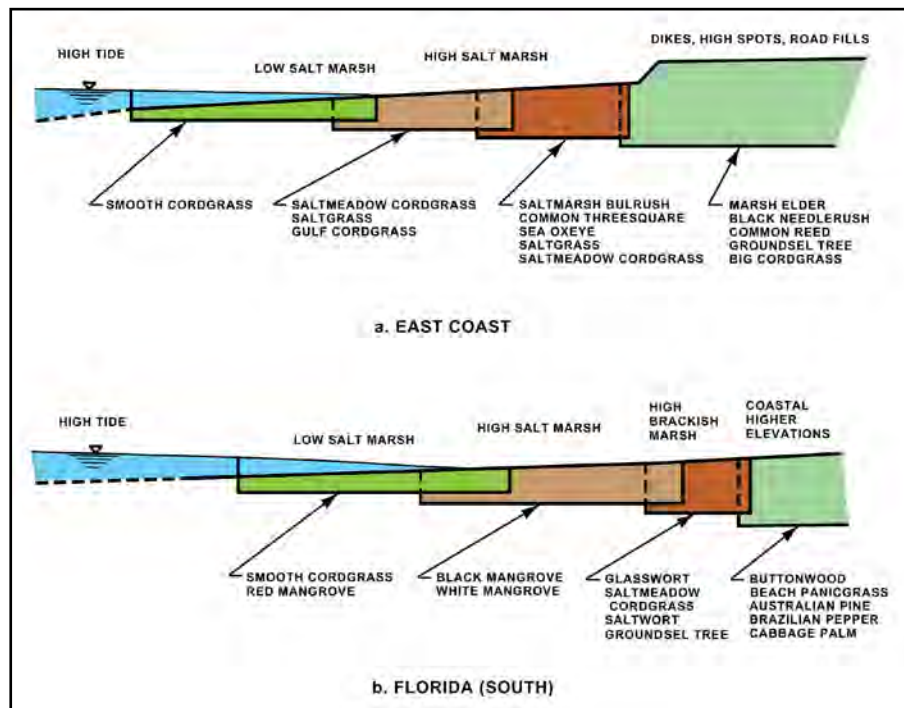 DIKES, HIGH SPOTS, ROAD FILLS
HIGH TIDE
HIGH SALT MARSH
LOW SALT MARSH
SMOOTH CORDGRASS
SALTMEADOW CORDGRASS
SALTGRASS
GULF CORDGRASS
SALTMARSH BULRUSH
COMMON THREESQUARE
SEA OXEYE
SALTGRASS
SALTMEADOW CORDGRASS
MARSH ELDER
BLACK NEEDLERUSH
COMMON REED
GROUNDSEL TREE
BIG CORDGRASS
a. EAST COAST
HIGH TIDE
LOW SALT MARSH
HIGH SALT MARSH
HIGH
BRACKISH
MARSH
COASTAL
HIGHER
ELEVATIONS
SMOOTH CORDGRASS
RED MANGROVE
BLACK MANGROVE
WHITE MANGROVE
GLASSWORT
SALTMEADOW
CORDGRASS
SALTWORT
GROUNDSEL TREE
BUTTONWOOD
BEACH PANICGRASS
AUSTRALIAN PINE
BRAZILIAN PEPPER
CABBAGE PALM
b. FLORIDA (SOUTH)